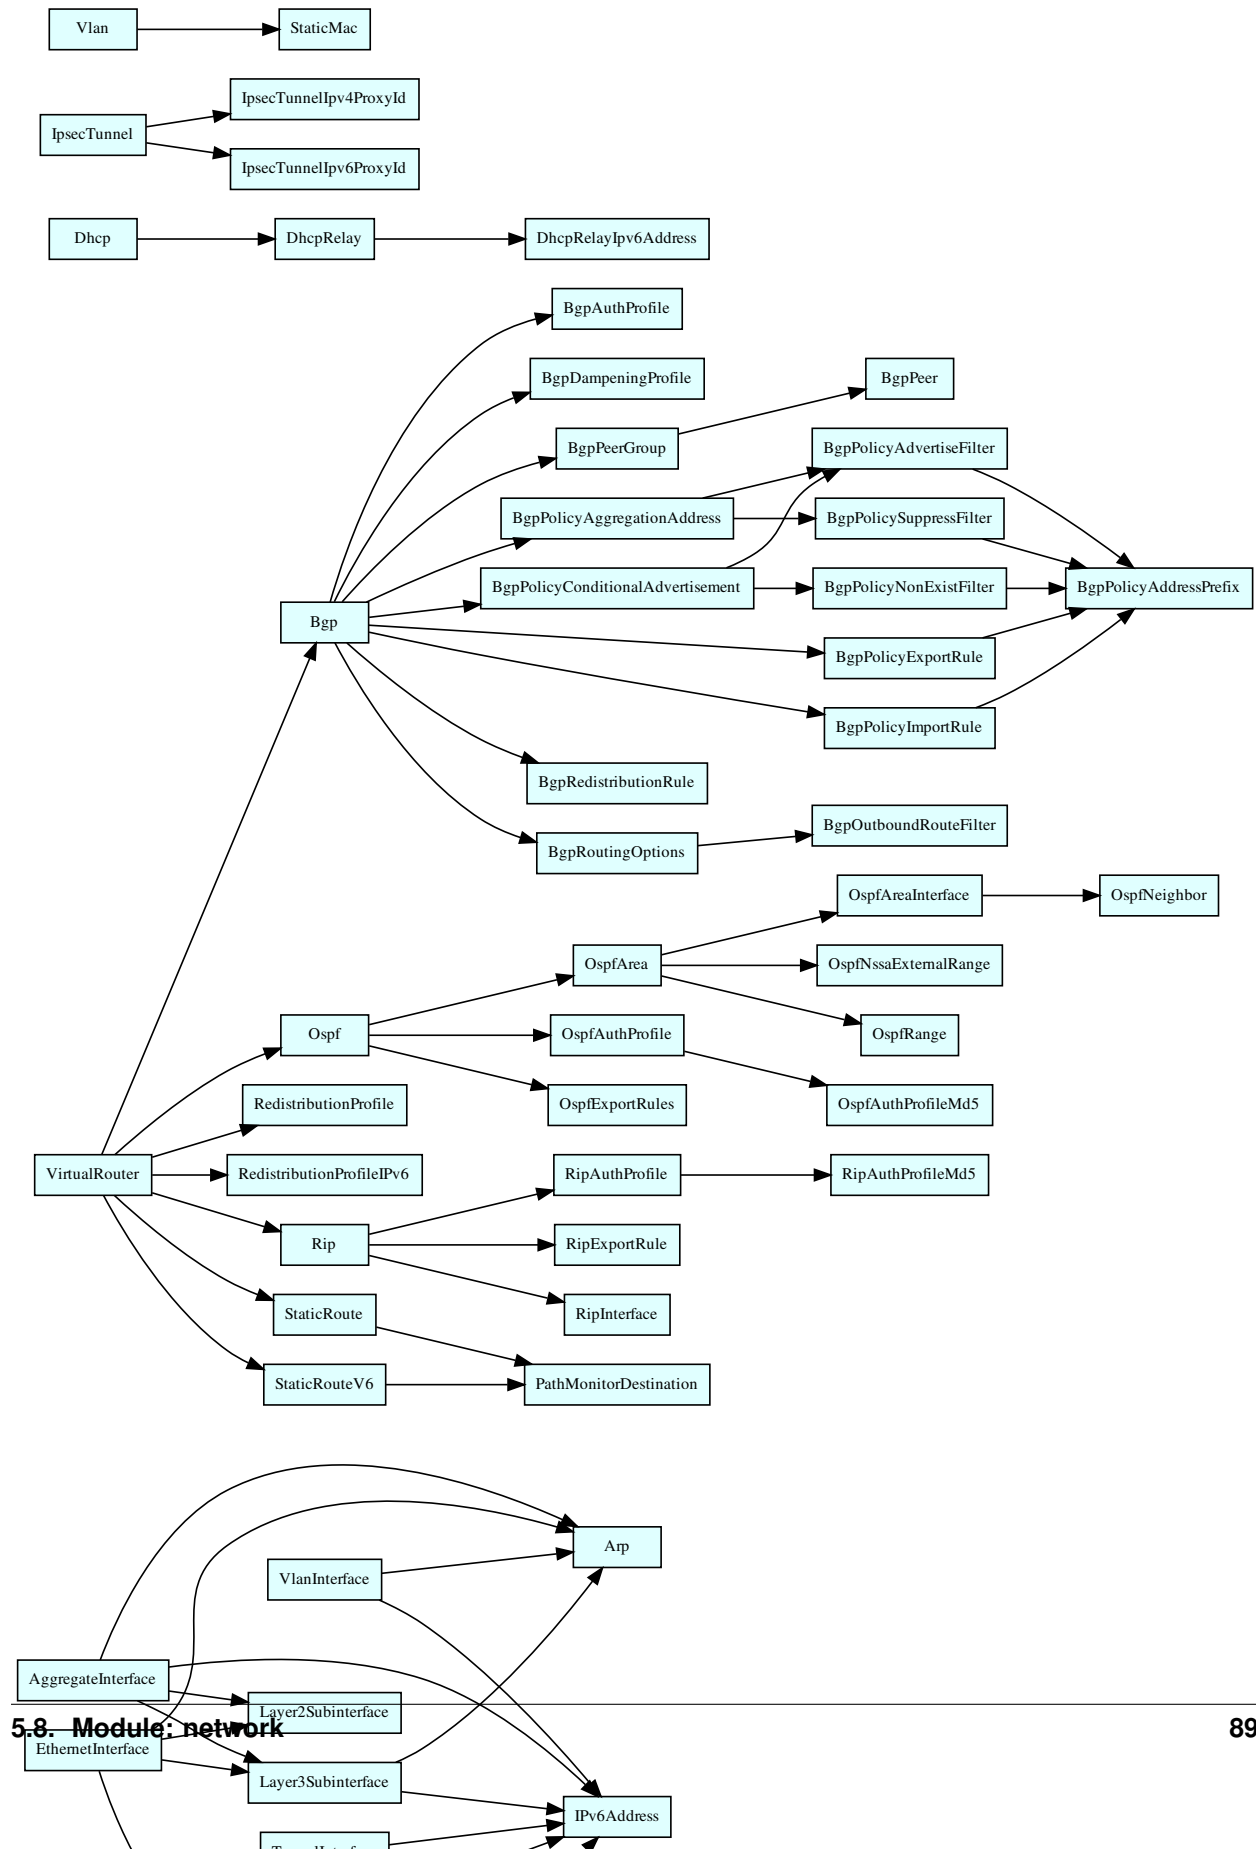 Vlan
StaticMac
IpsecTunnelIpv4ProxyId
IpsecTunnel
IpsecTunnelIpv6ProxyId
Dhcp
DhcpRelay
DhcpRelayIpv6Address
BgpAuthProfile
BgpDampeningProfile
BgpPeer
BgpPeerGroup
BgpPolicyAdvertiseFilter
BgpPolicyAggregationAddress
BgpPolicySuppressFilter
BgpPolicyConditionalAdvertisement
BgpPolicyNonExistFilter
BgpPolicyAddressPrefix
Bgp
BgpPolicyExportRule
BgpPolicyImportRule
BgpRedistributionRule
BgpOutboundRouteFilter
BgpRoutingOptions
OspfAreaInterface
OspfNeighbor
OspfArea
OspfNssaExternalRange
Ospf
OspfAuthProfile
OspfRange
RedistributionProfile
OspfExportRules
OspfAuthProfileMd5
VirtualRouter
RedistributionProfileIPv6
RipAuthProfile
RipAuthProfileMd5
Rip
RipExportRule
StaticRoute
RipInterface
StaticRouteV6
PathMonitorDestination
Arp
VlanInterface
AggregateInterface
Layer2Subinterface
5.8. Module: network
89
EthernetInterface
Layer3Subinterface
IPv6Address